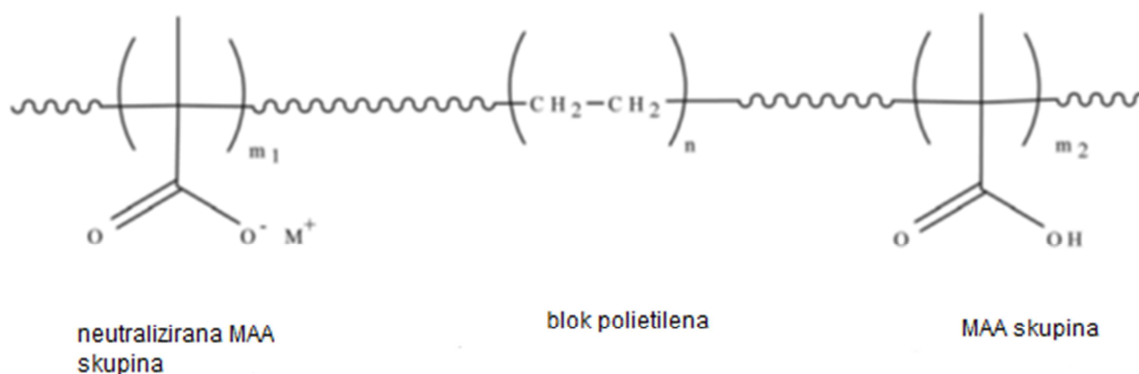 m1
CH2-CH2
n
m2
O
O- M+
O
OH
neutralizirana MAA
skupina
blok polietilena
MAA skupina